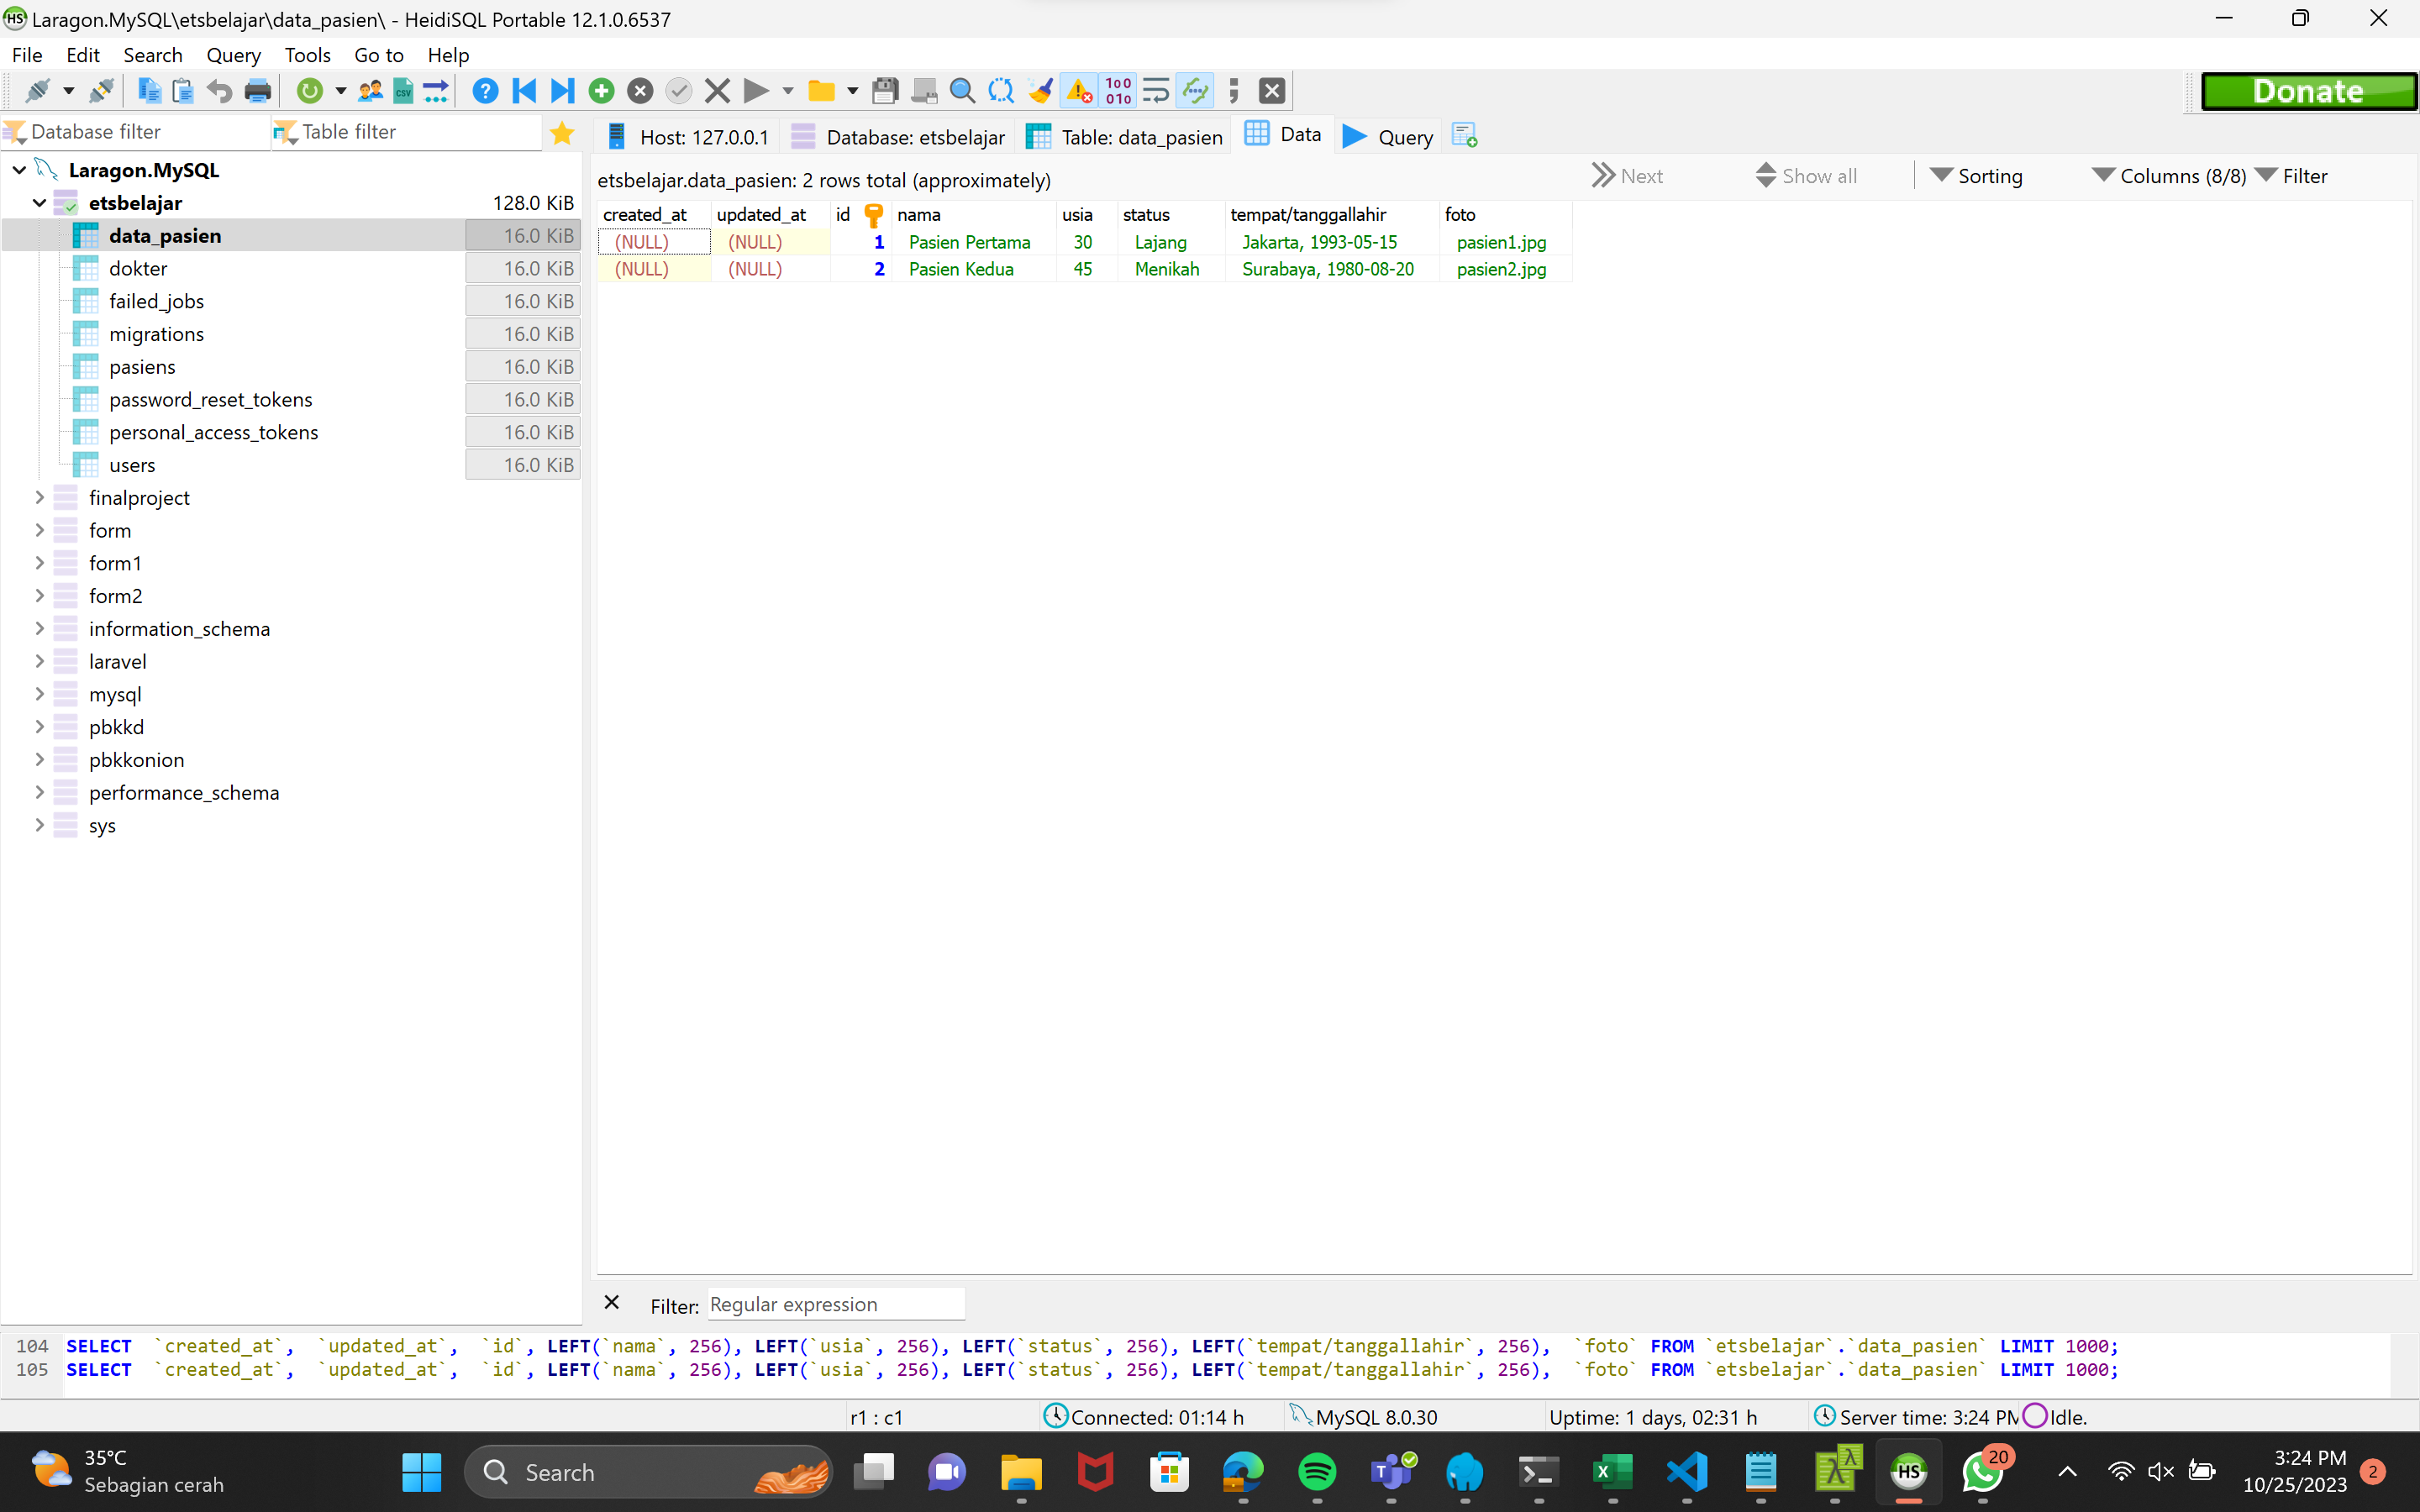 HS Laragon.MySQL\etsbelajar\data_pasien\ - HeidiSQL Portable 12.1.0.6537
File Edit Search Query Tools Go to Help
Donate
Database filter Table filter
Host: 127.0.0.1 Database: etsbelajar Table: data_pasien Data Query
Laragon.MySQL
etsbelajar 128.0 KiB
data_pasien 16.0 KiB
dokter 16.0 KiB
failed_jobs 16.0 KiB
migrations 16.0 KiB
pasiens 16.0 KiB
password_reset_tokens 16.0 KiB
personal_access_tokens 16.0 KiB
users 16.0 KiB
finalproject
form
form1
form2
information_schema
laravel
mysql
pbkkd
pbkkonion
performance_schema
sys
etsbelajar.data_pasien: 2 rows total (approximately) Next Show all Sorting Columns (8/8) Filter
created_at updated_at id nama usia status tempat/tanggallahir foto
(NULL) (NULL) 1 Pasien Pertama 30 Lajang Jakarta, 1993-05-15 pasien1.jpg
(NULL) (NULL) 2 Pasien Kedua 45 Menikah Surabaya, 1980-08-20 pasien2.jpg
Filter: Regular expression
104 SELECT `created_at`, `updated_at`, `id`, LEFT(`nama`, 256), LEFT(`usia`, 256), LEFT(`status`, 256), LEFT(`tempat/tanggallahir`, 256), `foto` FROM `etsbelajar`.`data_pasien` LIMIT 1000;
105 SELECT `created_at`, `updated_at`, `id`, LEFT(`nama`, 256), LEFT(`usia`, 256), LEFT(`status`, 256), LEFT(`tempat/tanggallahir`, 256), `foto` FROM `etsbelajar`.`data_pasien` LIMIT 1000;
r1 : c1 Connected: 01:14 h MySQL 8.0.30 Uptime: 1 days, 02:31 h Server time: 3:24 PM Idle.
35°C
Sebagian cerah
Search
HS
20
3:24 PM
10/25/2023
2